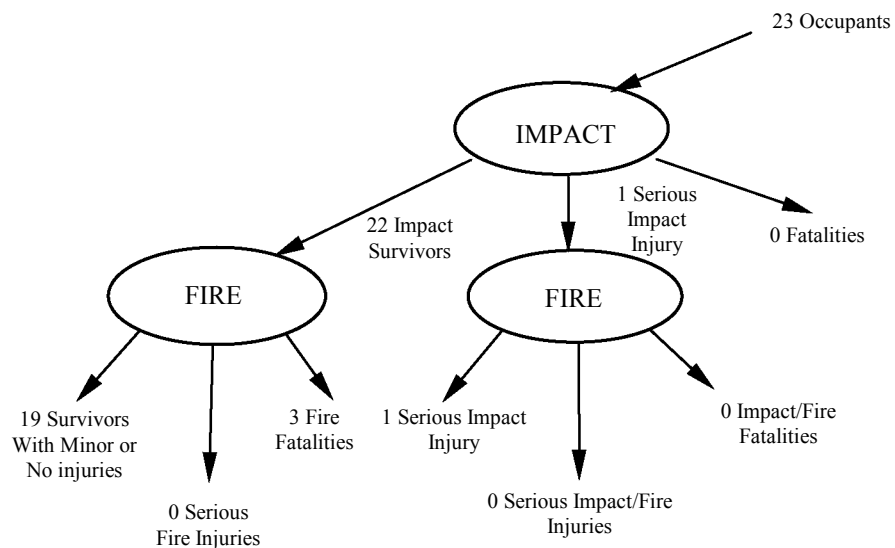 23 Occupants
IMPACT
22 Impact
Survivors
1 Serious
Impact
Injury
0 Fatalities
FIRE
FIRE
19 Survivors
With Minor or
No injuries
0 Serious
Fire Injuries
3 Fire
Fatalities
1 Serious Impact
Injury
0 Serious Impact/Fire
Injuries
0 Impact/Fire
Fatalities